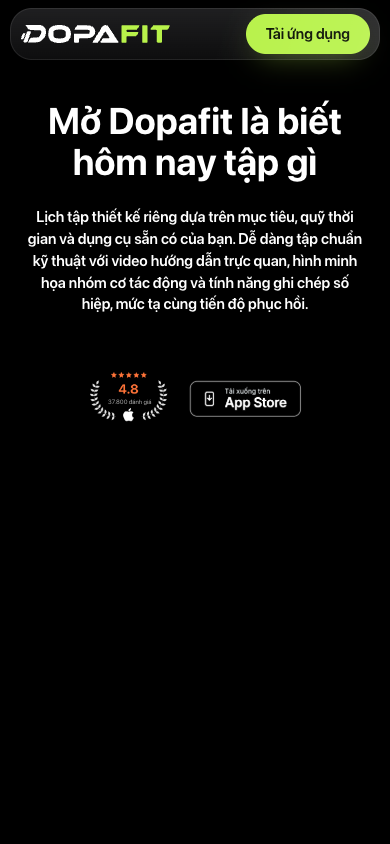 DOPAFIT
Tải ứng dụng
Mở Dopafit là biết
hôm nay tập gì
Lịch tập thiết kế riêng dựa trên mục tiêu, quỹ thời
gian và dụng cụ sẵn có của bạn. Dễ dàng tập chuẩn
kỹ thuật với video hướng dẫn trực quan, hình minh
họa nhóm cơ tác động và tính năng ghi chép số
hiệp, mức tạ cùng tiến độ phục hồi.
4.8
37.800 đánh giá
Tải xuống trên
App Store